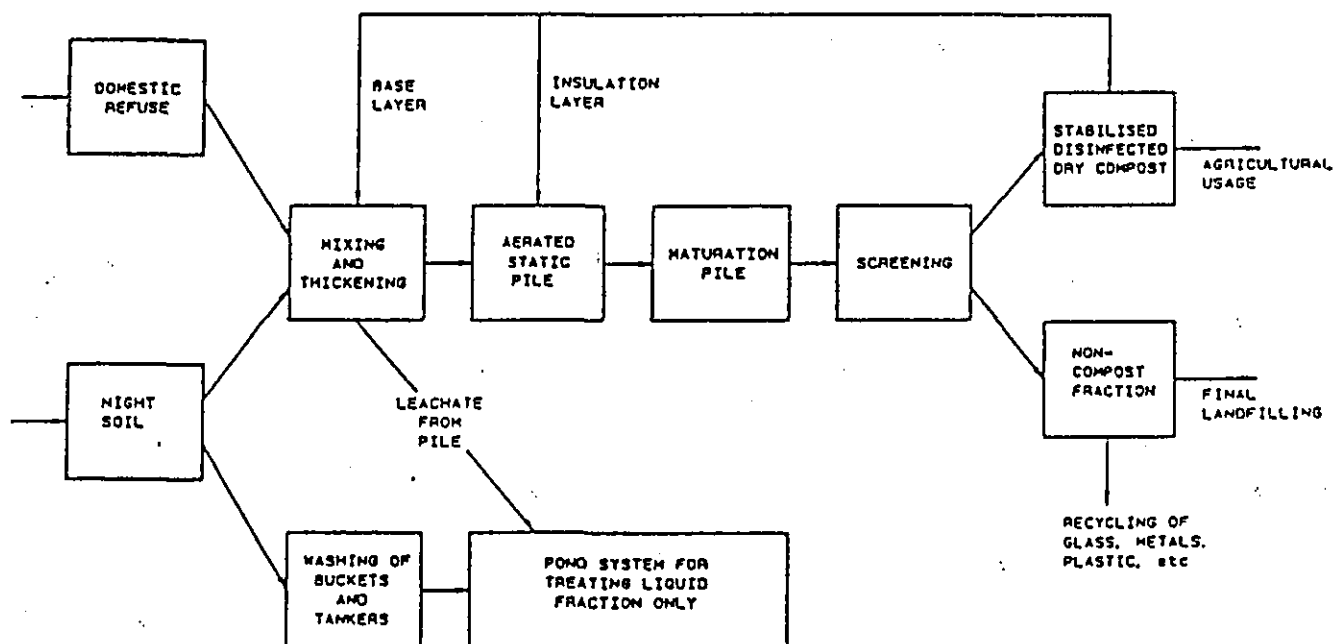 DOMESTIC
REFUSE
BASE
LAYER
INSULATION
LAYER
STABILISED
DISINFECTED
DRY COMPOST
AGRICULTURAL
USAGE
MIXING
AND
THICKENING
AERATED
STATIC
PILE
MATURATION
PILE
SCREENING
NIGHT
SOIL
LEACHATE
FROM
PILE
NON-
COMPOST
FRACTION
FINAL
LANDFILLING
WASHING OF
BUCKETS
AND
TANKERS
POND SYSTEM FOR
TREATING LIQUID
FRACTION ONLY
RECYCLING OF
GLASS, METALS,
PLASTIC, etc